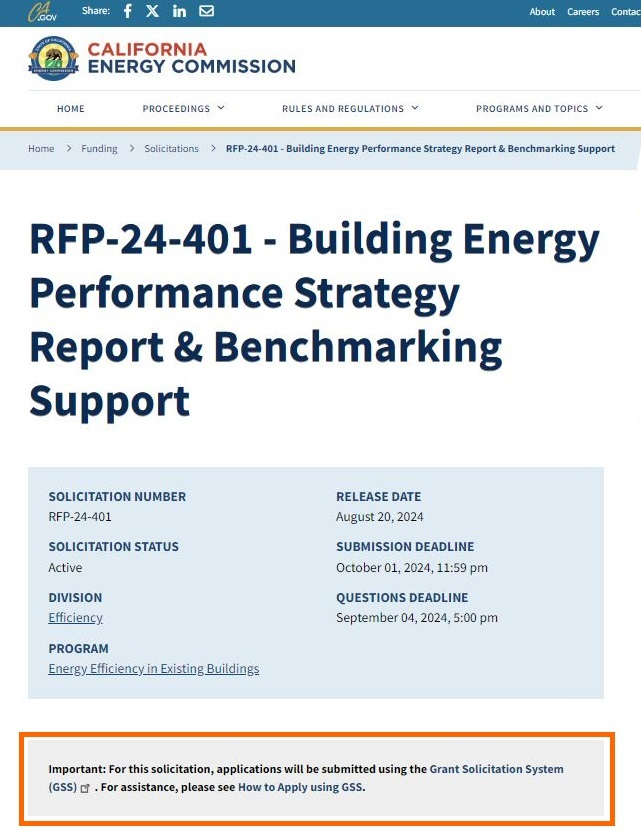 CA.GOV Share: About Careers Contac
CALIFORNIA
ENERGY COMMISSION
HOME PROCEEDINGS RULES AND REGULATIONS PROGRAMS AND TOPICS
Home > Funding > Solicitations > RFP-24-401 - Building Energy Performance Strategy Report & Benchmarking Support
RFP-24-401 - Building Energy
Performance Strategy
Report & Benchmarking
Support
SOLICITATION NUMBER
RFP-24-401
SOLICITATION STATUS
Active
DIVISION
Efficiency
PROGRAM
Energy Efficiency in Existing Buildings
RELEASE DATE
August 20, 2024
SUBMISSION DEADLINE
October 01, 2024, 11:59 pm
QUESTIONS DEADLINE
September 04, 2024, 5:00 pm
Important: For this solicitation, applications will be submitted using the Grant Solicitation System
(GSS) . For assistance, please see How to Apply using GSS.